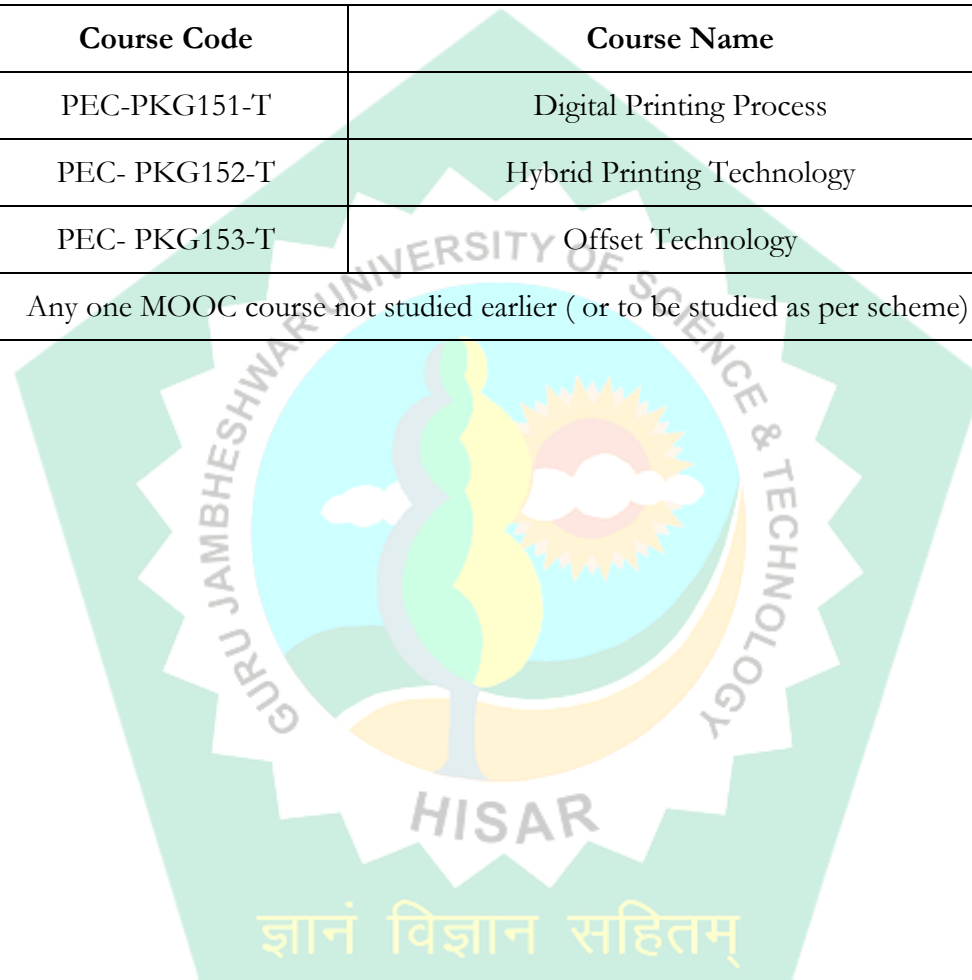 Course Code Course Name
PEC-PKG151-T Digital Printing Process
PEC- PKG152-T Hybrid Printing Technology
PEC- PKG153-T Offset Technology
Any one MOOC course not studied earlier ( or to be studied as per scheme)
GURU JAMBHESHWAR UNIVERSITY OF SCIENCE & TECHNOLOGY
HISAR
ज्ञानं विज्ञान सहितम्